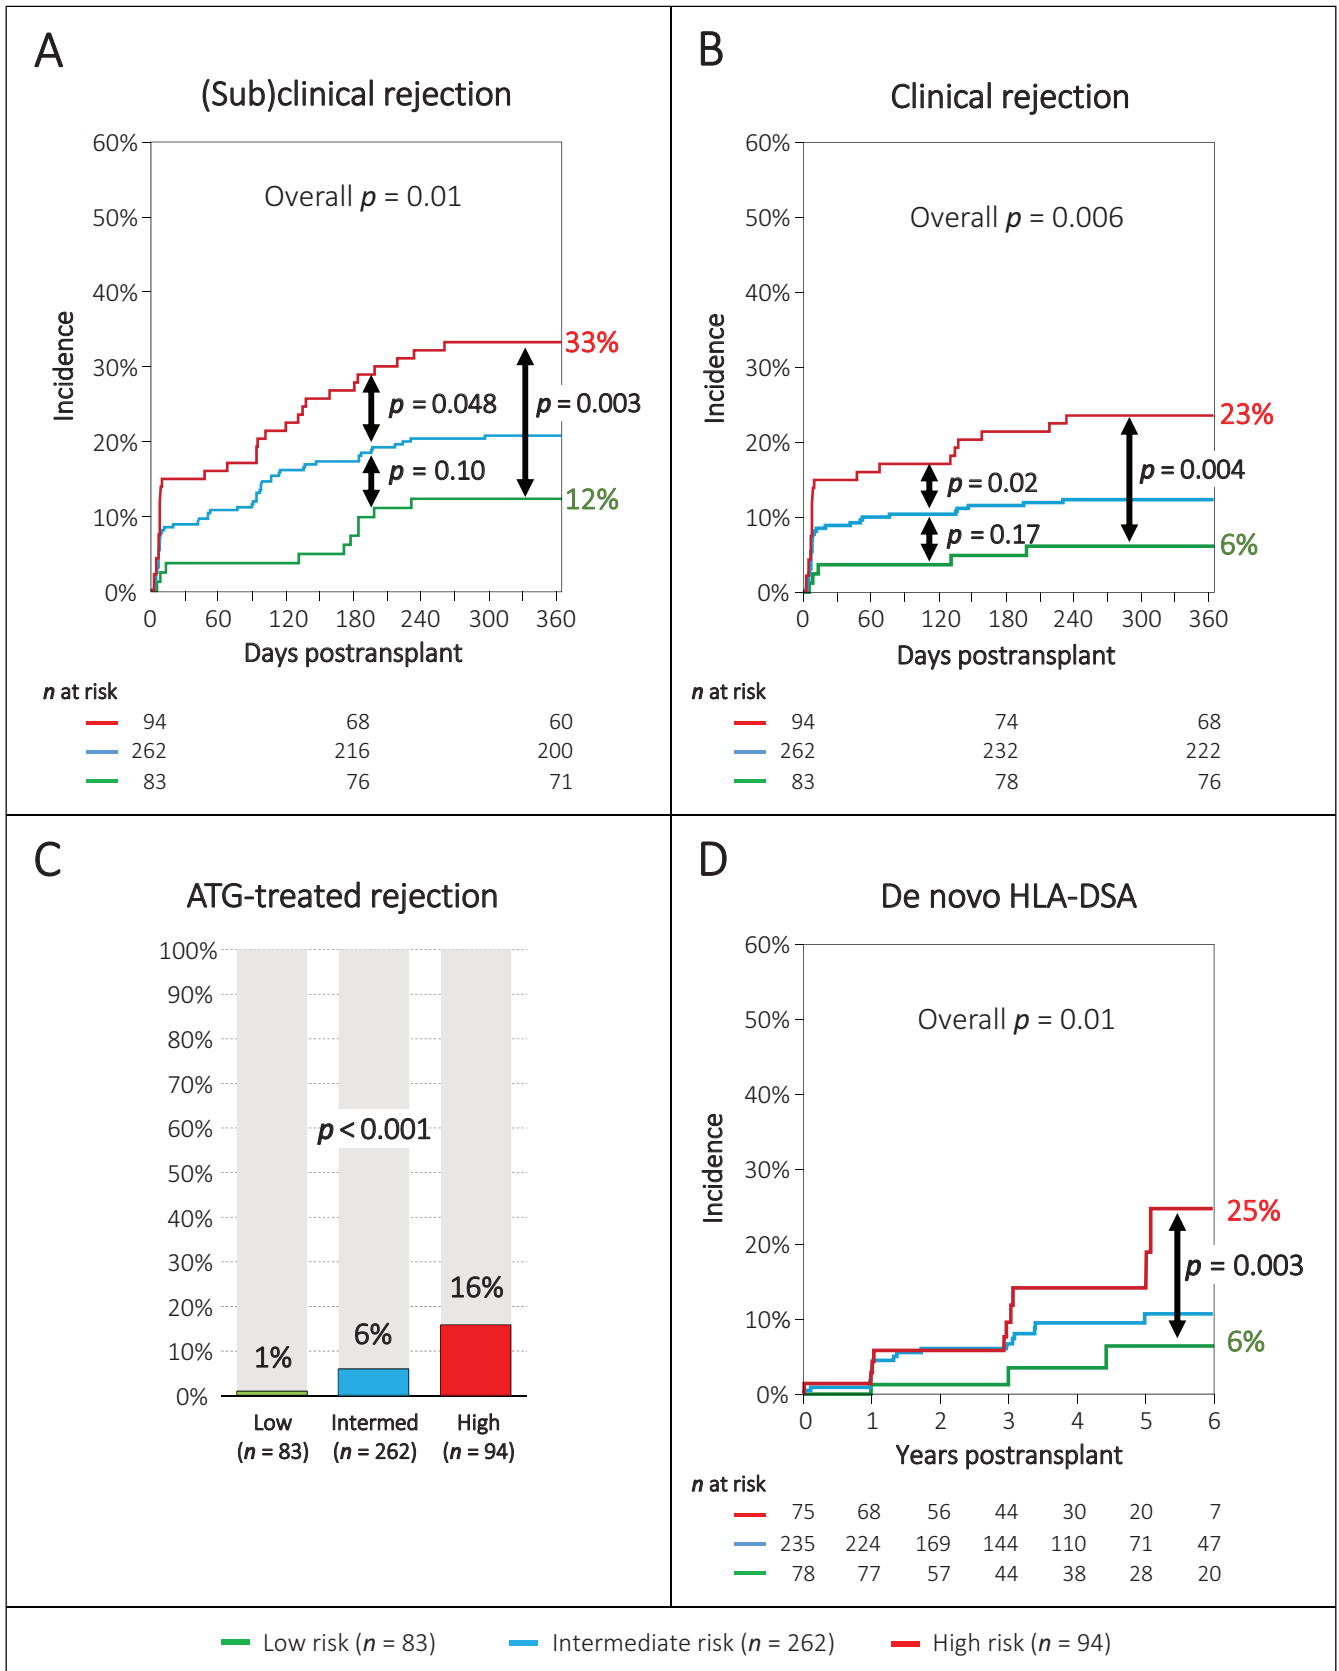 A
(Sub)clinical rejection
60%
50%
40%
30%
20%
10%
0%
Incidence
Overall p = 0.01
33%
p = 0.048
p = 0.003
p = 0.10
12%
0 60 120 180 240 300 360
Days postransplant
n at risk
94 68 60
262 216 200
83 76 71
B
Clinical rejection
60%
50%
40%
30%
20%
10%
0%
Incidence
Overall p = 0.006
23%
p = 0.004
p = 0.02
p = 0.17
6%
0 60 120 180 240 300 360
Days postransplant
n at risk
94 74 68
262 232 222
83 78 76
C
ATG-treated rejection
100%
90%
80%
70%
60%
50%
40%
30%
20%
10%
0%
p < 0.001
1%
6%
16%
Low Intermed High
(n = 83) (n = 262) (n = 94)
D
De novo HLA-DSA
60%
50%
40%
30%
20%
10%
0%
Incidence
Overall p = 0.01
25%
p = 0.003
6%
0 1 2 3 4 5 6
Years postransplant
n at risk
75 68 56 44 30 20 7
235 224 169 144 110 71 47
78 77 57 44 38 28 20
Low risk (n = 83) Intermediate risk (n = 262) High risk (n = 94)